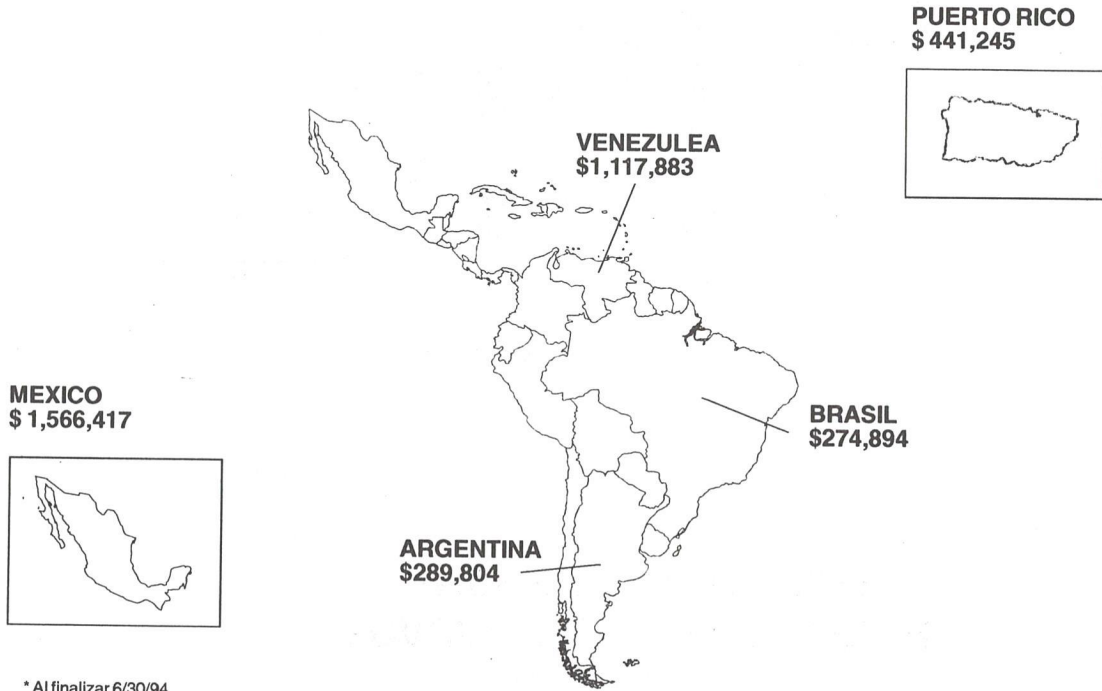 PUERTO RICO
$ 441,245
VENEZULEA
$1,117,883
MEXICO
$ 1,566,417
BRASIL
$274,894
ARGENTINA
$289,804
* Al finalizar 6/30/94